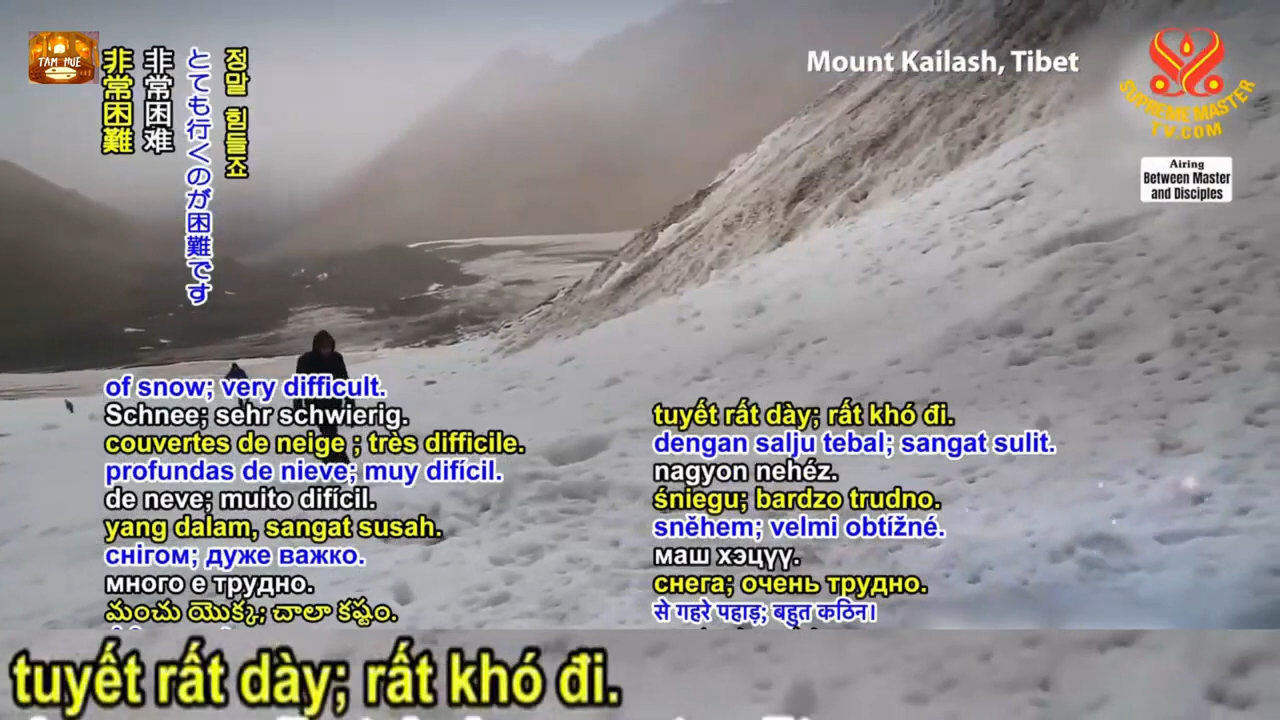 TAM HUE
非常困難
非常困难
とても行くのが困難です
정말 힘들죠
Mount Kailash, Tibet
SUPREME MASTER
TV.COM
Airing
Between Master
and Disciples
of snow; very difficult.
Schnee; sehr schwierig.
couvertes de neige ; très difficile.
profundas de nieve; muy difícil.
de neve; muito difícil.
yang dalam, sangat susah.
снігом; дуже важко.
много е трудно.
మంచు యొక్క; చాలా కష్టం.
tuyết rất dày; rất khó đi.
dengan salju tebal; sangat sulit.
nagyon nehéz.
śniegu; bardzo trudno.
sněhem; velmi obtížné.
маш хэцүү.
снега; очень трудно.
से गहरे पहाड़; बहुत कठिन।
tuyết rất dày; rất khó đi.